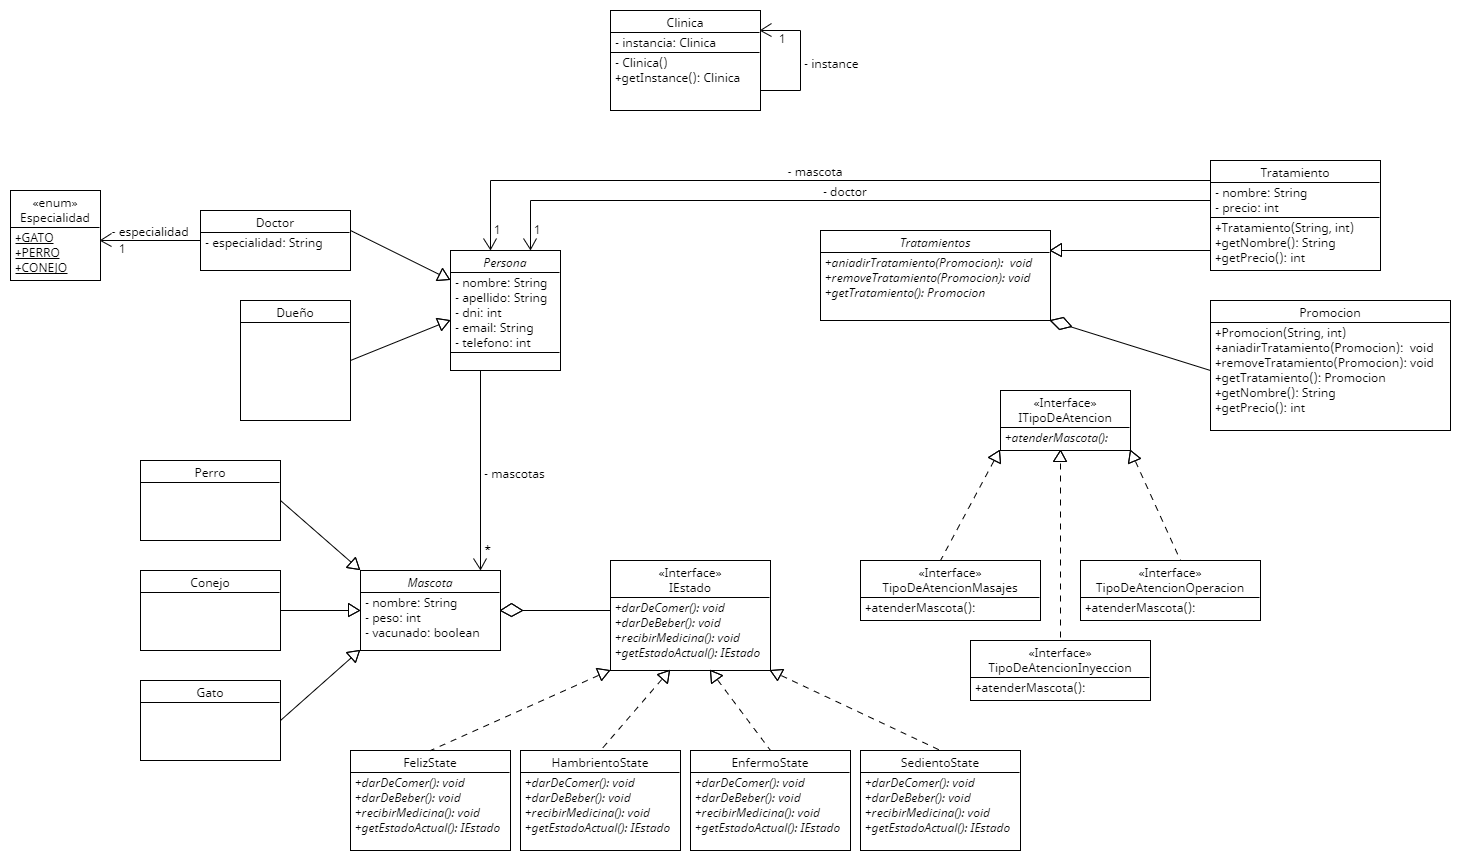 Clinica
- instancia: Clinica
- Clinica()
+getInstance(): Clinica
1
- instance
- mascota
- doctor
1
1
«enum»
Especialidad
+GATO
+PERRO
+CONEJO
- especialidad
1
Doctor
- especialidad: String
Dueño
Persona
- nombre: String
- apellido: String
- dni: int
- email: String
- telefono: int
Tratamiento
- nombre: String
- precio: int
+Tratamiento(String, int)
+getNombre(): String
+getPrecio(): int
Tratamientos
+aniadirTratamiento(Promocion):  void
+removeTratamiento(Promocion): void
+getTratamiento(): Promocion
Promocion
+Promocion(String, int)
+aniadirTratamiento(Promocion):  void
+removeTratamiento(Promocion): void
+getTratamiento(): Promocion
+getNombre(): String
+getPrecio(): int
«Interface»
ITipoDeAtencion
+atenderMascota():
- mascotas
*
Perro
Conejo
Gato
Mascota
- nombre: String
- peso: int
- vacunado: boolean
«Interface»
IEstado
+darDeComer(): void
+darDeBeber(): void
+recibirMedicina(): void
+getEstadoActual(): IEstado
«Interface»
TipoDeAtencionMasajes
+atenderMascota():
«Interface»
TipoDeAtencionOperacion
+atenderMascota():
«Interface»
TipoDeAtencionInyeccion
+atenderMascota():
FelizState
+darDeComer(): void
+darDeBeber(): void
+recibirMedicina(): void
+getEstadoActual(): IEstado
HambrientoState
+darDeComer(): void
+darDeBeber(): void
+recibirMedicina(): void
+getEstadoActual(): IEstado
EnfermoState
+darDeComer(): void
+darDeBeber(): void
+recibirMedicina(): void
+getEstadoActual(): IEstado
SedientoState
+darDeComer(): void
+darDeBeber(): void
+recibirMedicina(): void
+getEstadoActual(): IEstado